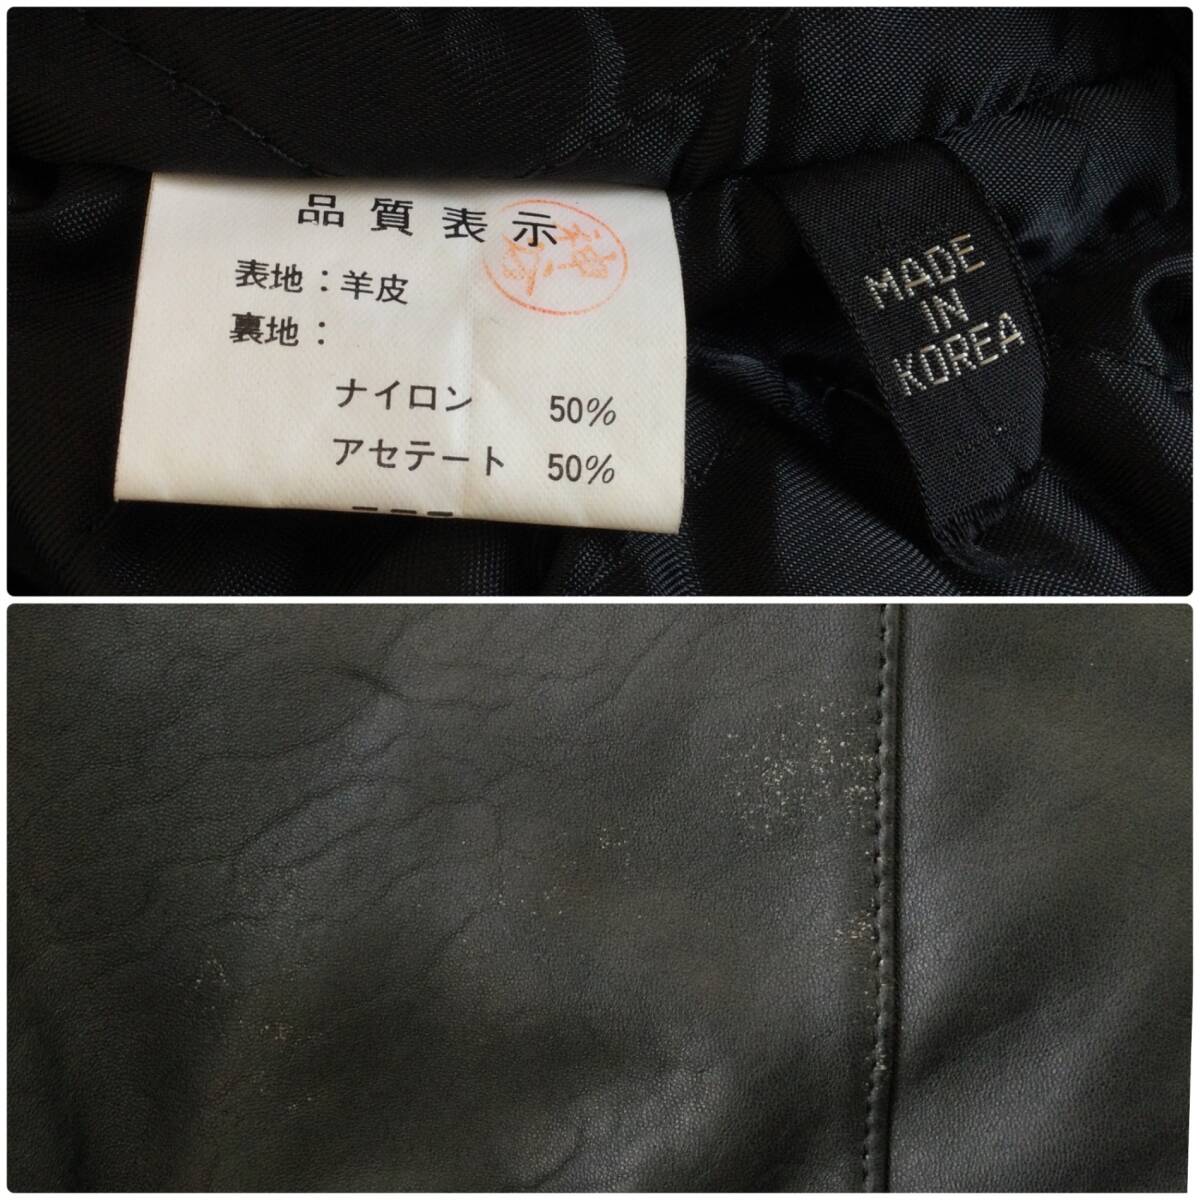 品質表示
表地：羊皮
裏地：
ナイロン 50%
アセテート 50%
MADE
IN
KOREA